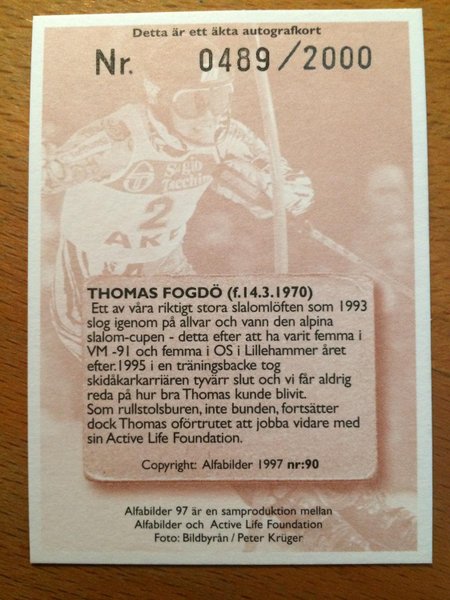 Detta är ett äkta autografkort
Nr. 0489/2000
Sergio
Tacchini
2
ÅRE
THOMAS FOGDÖ (f.14.3.1970)
Ett av våra riktigt stora slalomlöften som 1993
slog igenom på allvar och vann den alpina
slalom-cupen - detta efter att ha varit femma i
VM -91 och femma i OS i Lillehammer året
efter.1995 i en träningsbacke tog
skidåkarkarriären tyvärr slut och vi får aldrig
reda på hur bra Thomas kunde blivit.
Som rullstolsburen, inte bunden, fortsätter
dock Thomas oförtrutet att jobba vidare med
sin Active Life Foundation.
Copyright: Alfabilder 1997 nr:90
Alfabilder 97 är en samproduktion mellan
Alfabilder och Active Life Foundation
Foto: Bildbyrån / Peter Krüger